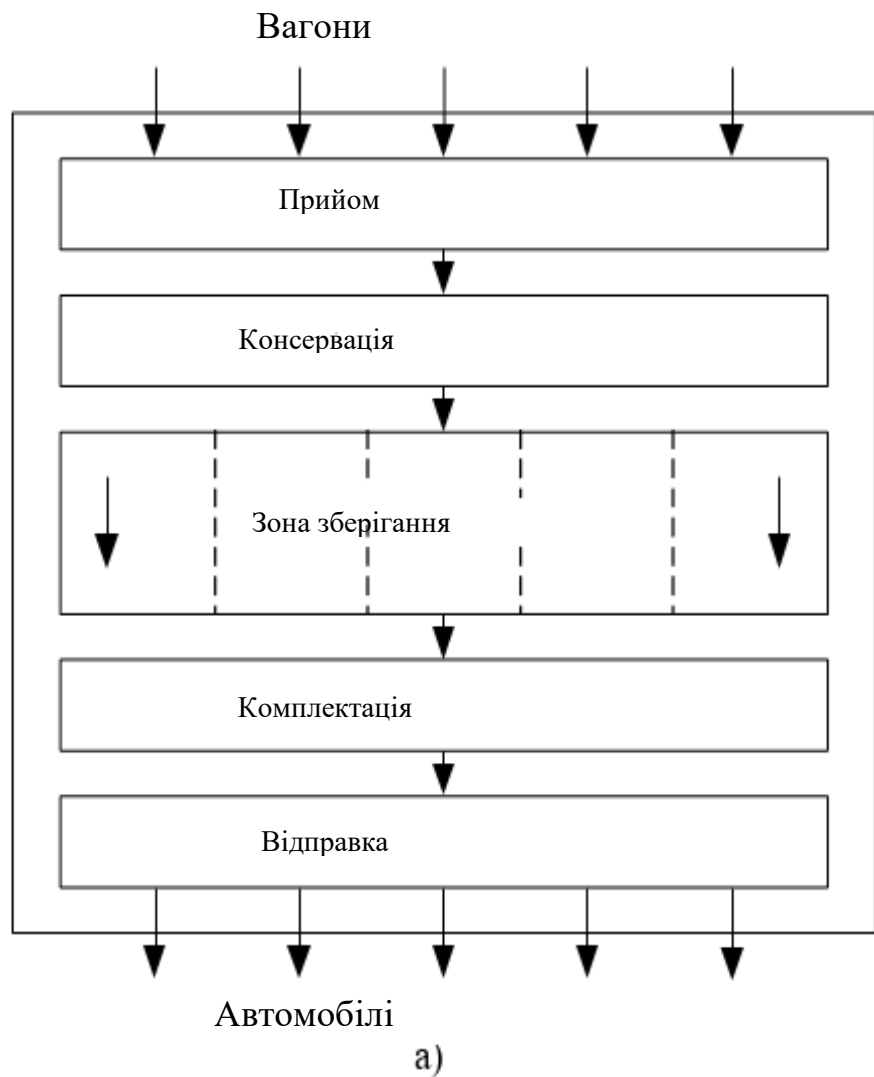 Вагони
Прийом
Консервація
Зона зберігання
Комплектація
Відправка
Автомобілі
а)